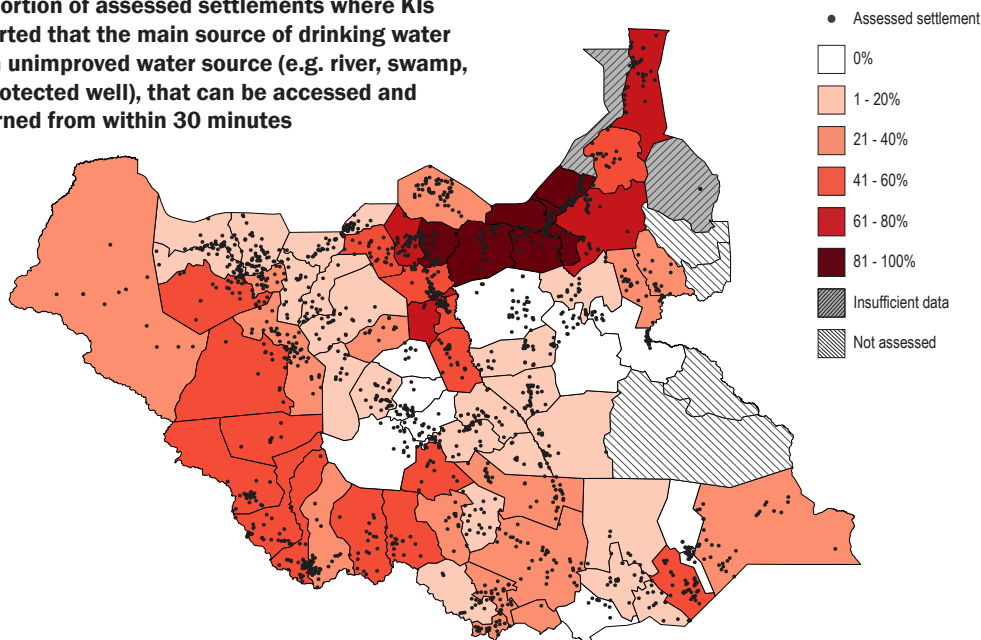 ortion of assessed settlements where KIs
rted that the main source of drinking water
unimproved water source (e.g. river, swamp,
otected well), that can be accessed and
rned from within 30 minutes
Assessed settlement
0%
1 - 20%
21 - 40%
41 - 60%
61 - 80%
81 - 100%
Insufficient data
Not assessed